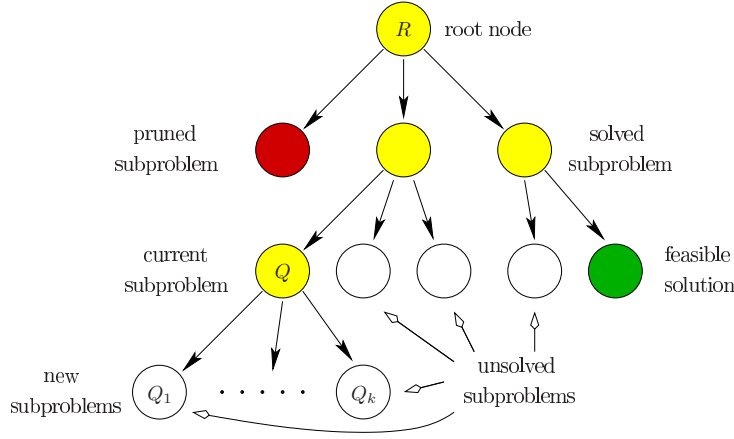 R
root node
pruned
subproblem
solved
subproblem
current
subproblem
Q
feasible
solution
new
subproblems
Q1
. . . . .
Qk
unsolved
subproblems